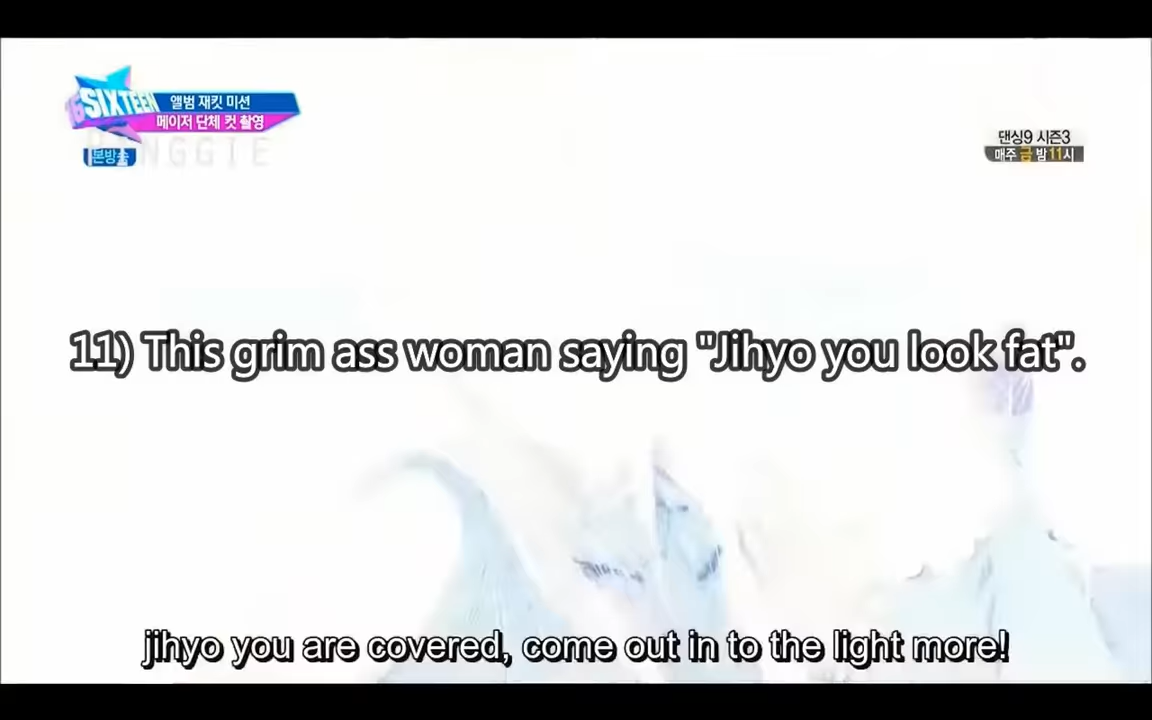 SIXTEEN
앨범 재킷 미션
메이저 단체 컷 촬영
본방송
댄싱9 시즌3
매주 금 밤 11시
11) This grim ass woman saying "Jihyo you look fat".
jihyo you are covered, come out in to the light more!